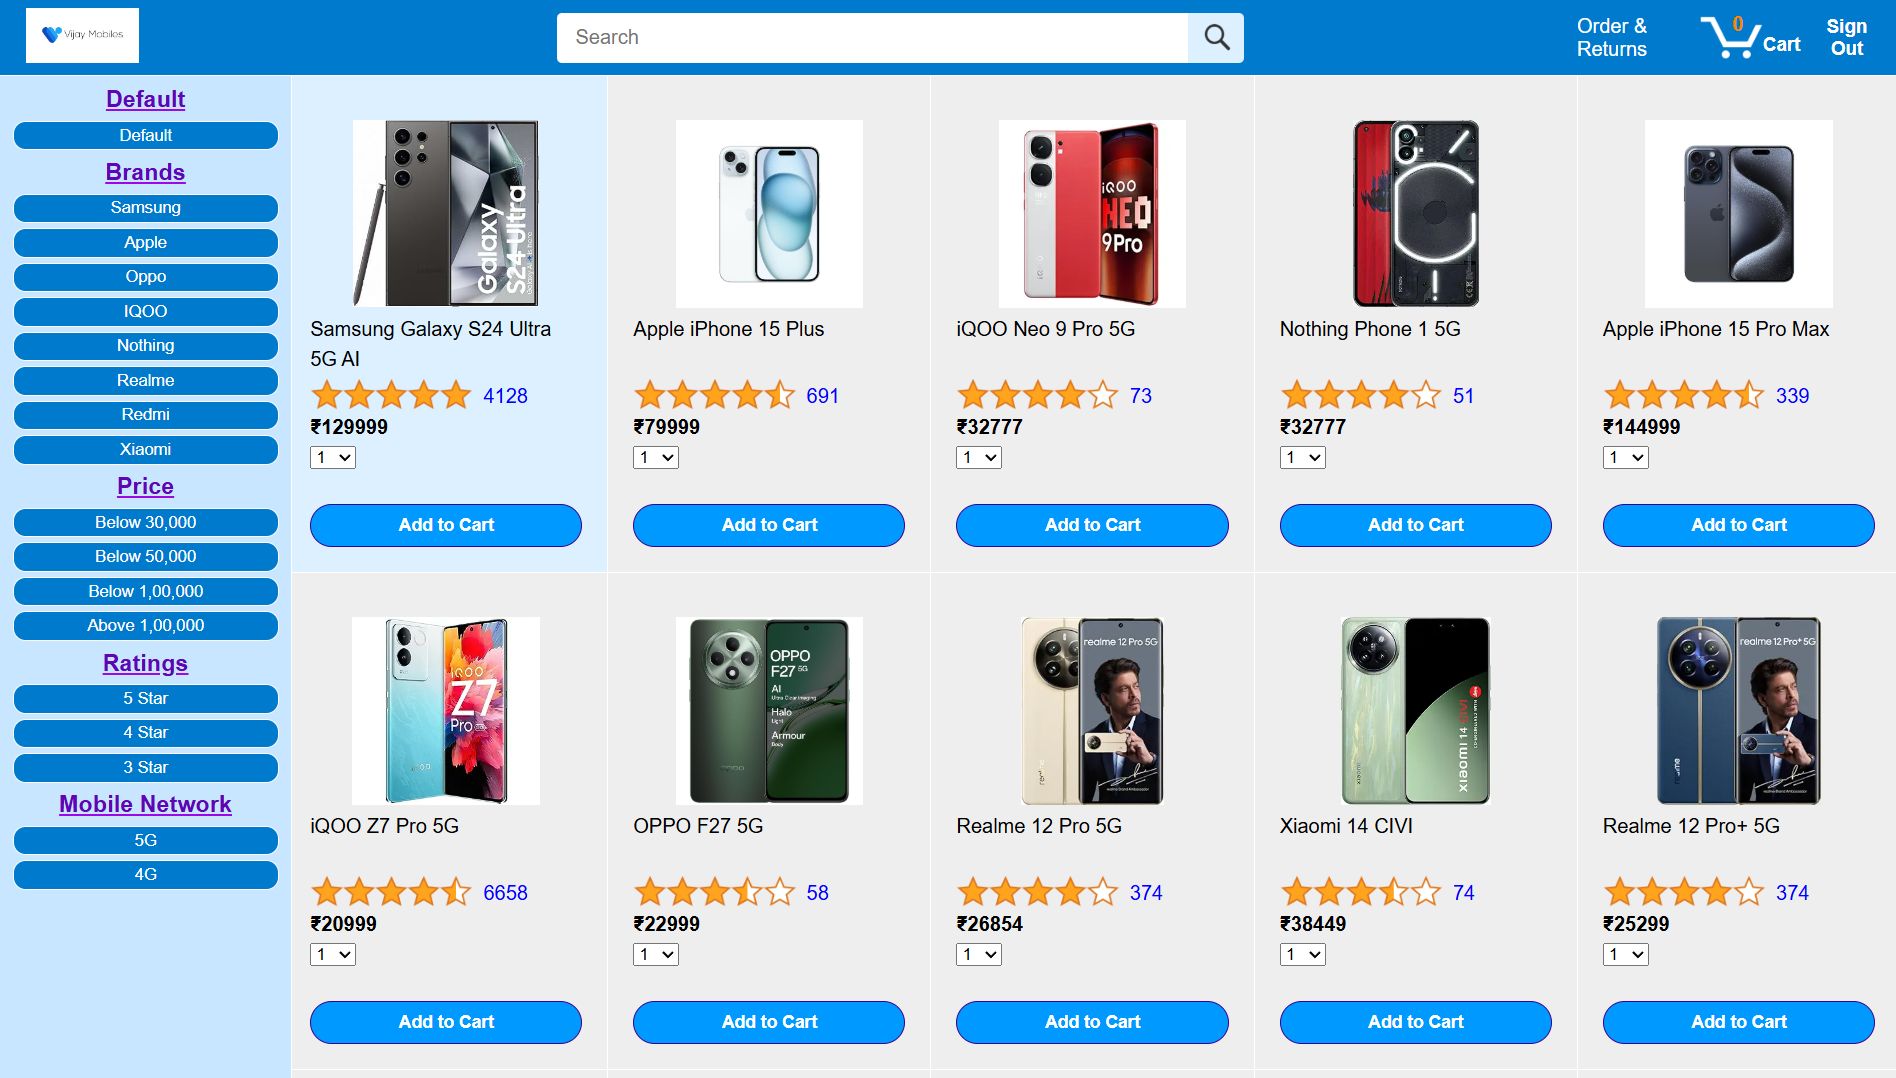 Vijay Mobiles
Search
Order &
Returns
0
Cart
Sign
Out
Default
Default
Brands
Samsung
Apple
Oppo
IQOO
Nothing
Realme
Redmi
Xiaomi
Price
Below 30,000
Below 50,000
Below 1,00,000
Above 1,00,000
Ratings
5 Star
4 Star
3 Star
Mobile Network
5G
4G
Galaxy
S24 Ultra
Samsung Galaxy S24 Ultra
5G AI
4128
₹129999
1
Add to Cart
Apple iPhone 15 Plus
691
₹79999
1
Add to Cart
iQOO
NEO
9Pro
iQOO Neo 9 Pro 5G
73
₹32777
1
Add to Cart
Nothing Phone 1 5G
51
₹32777
1
Add to Cart
Apple iPhone 15 Pro Max
339
₹144999
1
Add to Cart
iQOO
Z7
Pro
iQOO Z7 Pro 5G
6658
₹20999
1
Add to Cart
OPPO
F27 5G
AI
Ultra Clear Imaging
Halo
Light
Armour
Body
OPPO F27 5G
58
₹22999
1
Add to Cart
realme 12 Pro 5G
Realme 12 Pro 5G
374
₹26854
1
Add to Cart
XIAOMI 14 CIVI
Xiaomi 14 CIVI
74
₹38449
1
Add to Cart
realme 12 Pro+ 5G
Realme 12 Pro+ 5G
374
₹25299
1
Add to Cart